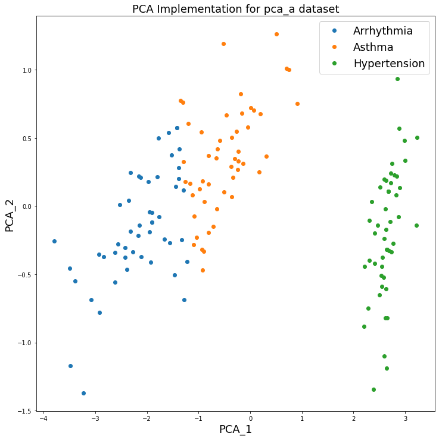 PCA Implementation for pca_a dataset
Arrhythmia
Asthma
Hypertension
PCA_2
1.0
0.5
0.0
−0.5
−1.0
−1.5
−4
−3
−2
−1
0
1
2
3
PCA_1